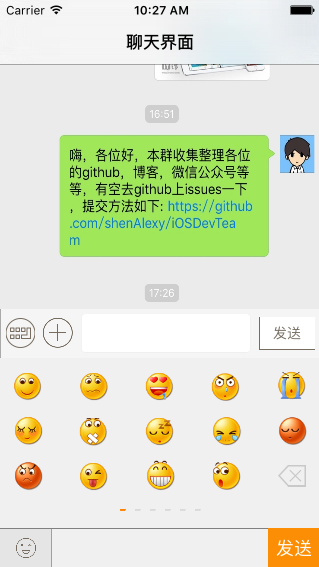 Carrier 10:27 AM
聊天界面
16:51
嗨，各位好，本群收集整理各位
的github，博客，微信公众号等
等，有空去github上issues一下
，提交方法如下: https://github
.com/shenAlexy/iOSDevTea
m
17:26
发送
发送